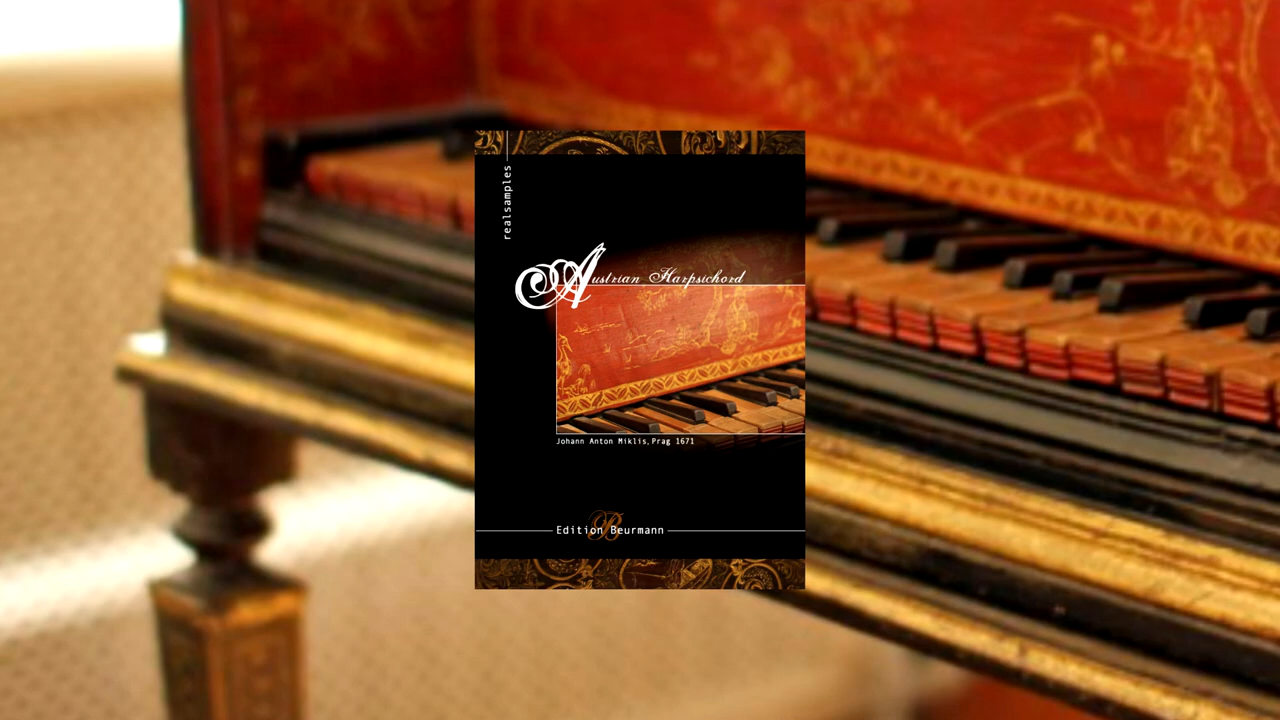 realsamples
Austrian Harpsichord
Johann Anton Miklis, Prag 1671
Edition Beurmann